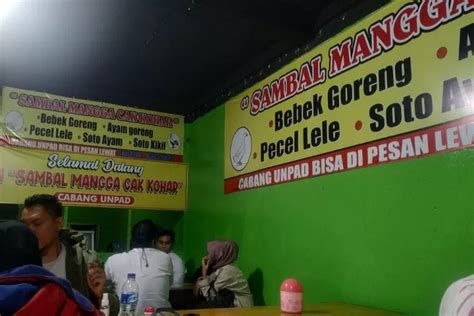 " SAMBAL MANGGA CAK KOHAR "
• Bebek Goreng • Ayam goreng
• Pecel Lele • Soto Ayam • Soto Kikil
CABANG UNPAD BISA DI PESAN LEWAT
Selamat Datang
" SAMBAL MANGGA CAK KOHAR "
CABANG UNPAD
" SAMBAL MANGGA
• Bebek Goreng • A
• Pecel Lele • Soto Ayam
CABANG UNPAD BISA DI PESAN LEW